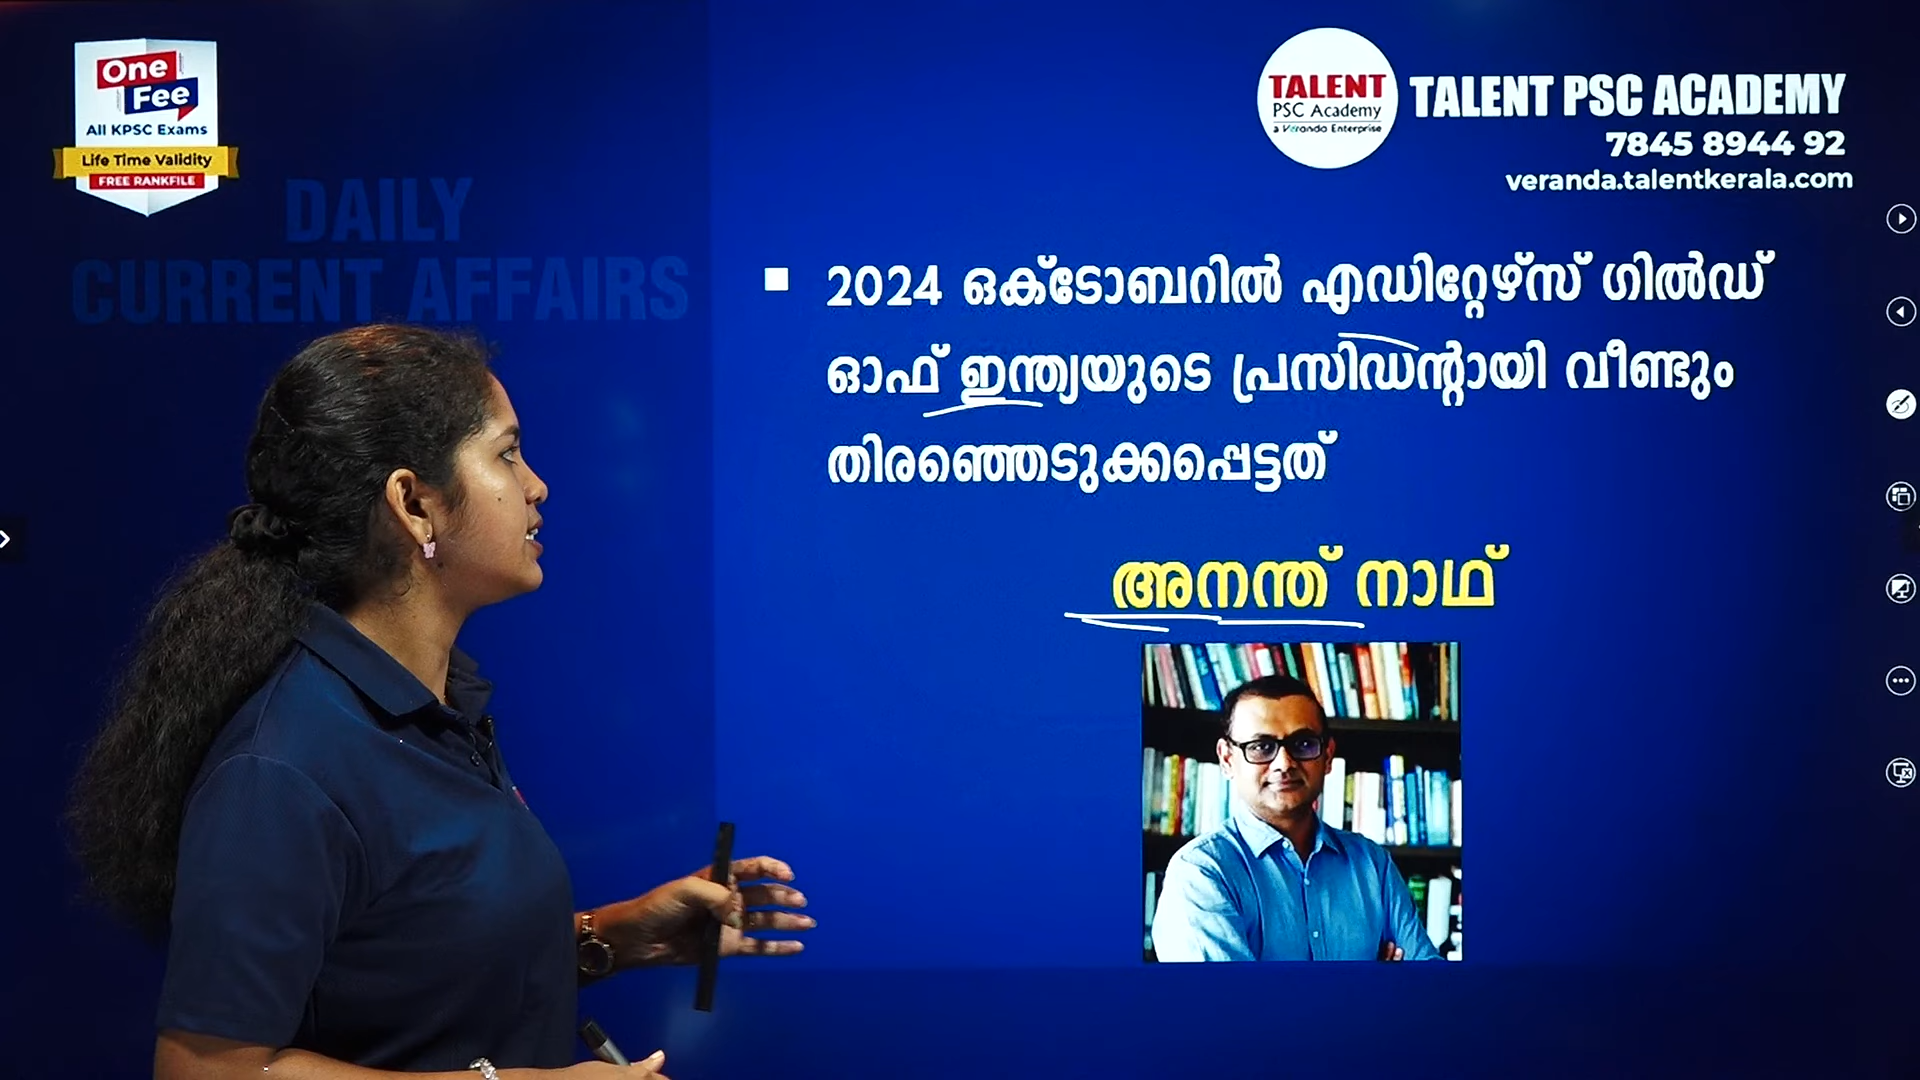 One
Fee
All KPSC Exams
Life Time Validity
FREE RANKFILE
TALENT
PSC Academy
a Veranda Enterprise
TALENT PSC ACADEMY
7845 8944 92
veranda.talentkerala.com
DAILY
CURRENT AFFAIRS
2024 ഒക്ടോബറിൽ എഡിറ്റേഴ്സ് ഗിൽഡ്
ഓഫ് ഇന്ത്യയുടെ പ്രസിഡന്റായി വീണ്ടും
തിരഞ്ഞെടുക്കപ്പെട്ടത്
അനന്ത് നാഥ്